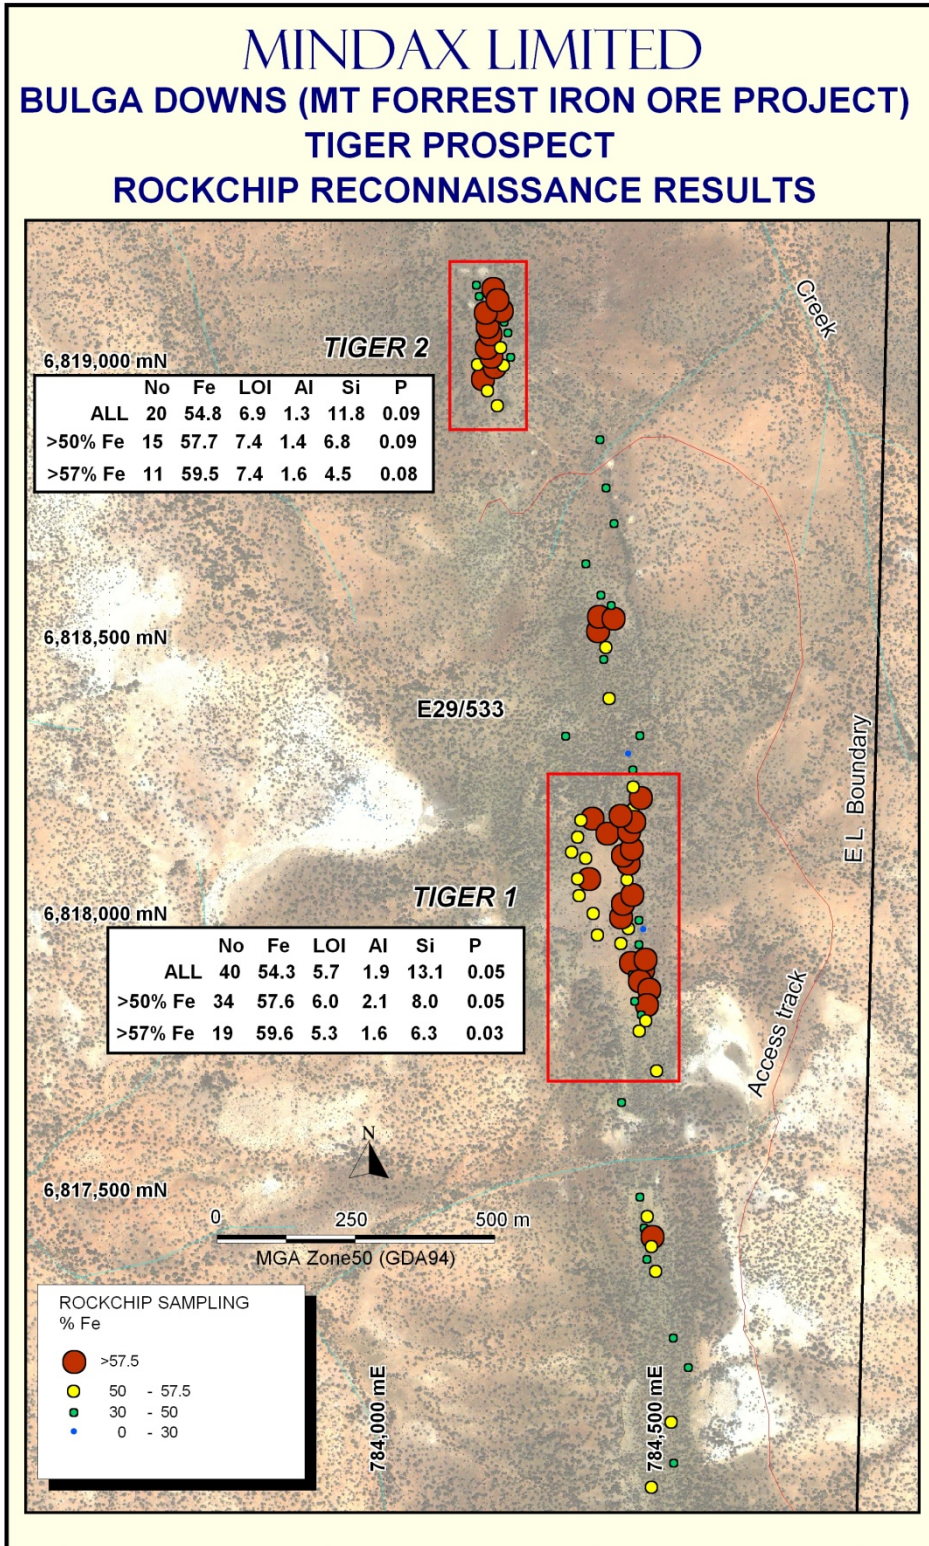 MINDAX LIMITED
BULGA DOWNS (MT FORREST IRON ORE PROJECT)
TIGER PROSPECT
ROCKCHIP RECONNAISSANCE RESULTS
Creek
TIGER 2
6,819,000 mN
No Fe LOI Al Si P
ALL 20 54.8 6.9 1.3 11.8 0.09
>50% Fe 15 57.7 7.4 1.4 6.8 0.09
>57% Fe 11 59.5 7.4 1.6 4.5 0.08
6,818,500 mN
E29/533
E L Boundary
TIGER 1
6,818,000 mN
No Fe LOI Al Si P
ALL 40 54.3 5.7 1.9 13.1 0.05
>50% Fe 34 57.6 6.0 2.1 8.0 0.05
>57% Fe 19 59.6 5.3 1.6 6.3 0.03
Access track
N
6,817,500 mN
0 250 500 m
MGA Zone50 (GDA94)
ROCKCHIP SAMPLING
% Fe
>57.5
50 - 57.5
30 - 50
0 - 30
784,000 mE
784,500 mE